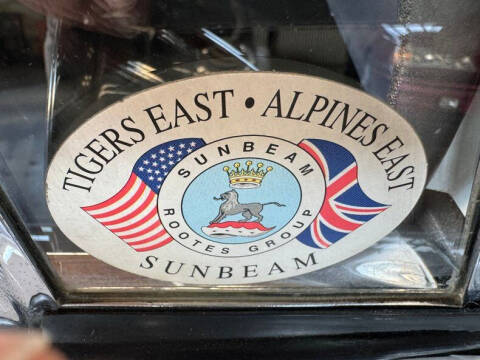 TIGERS EAST • ALPINES EAST
SUNBEAM
ROOTES GROUP
SUNBEAM